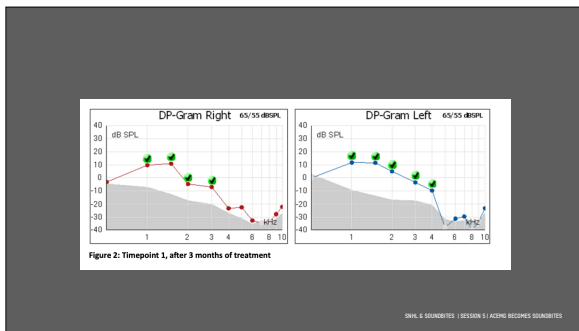 DP-Gram Right 65/55 dBSPL
dB SPL
40
30
20
10
0
-10
-20
-30
-40
1 2 3 4 6 8 10
kHz
DP-Gram Left 65/55 dBSPL
dB SPL
40
30
20
10
0
-10
-20
-30
-40
1 2 3 4 6 8 10
kHz
Figure 2: Timepoint 1, after 3 months of treatment
SNHL & SOUNDBITES | SESSION 5 | ACEMG BECOMES SOUNDBITES